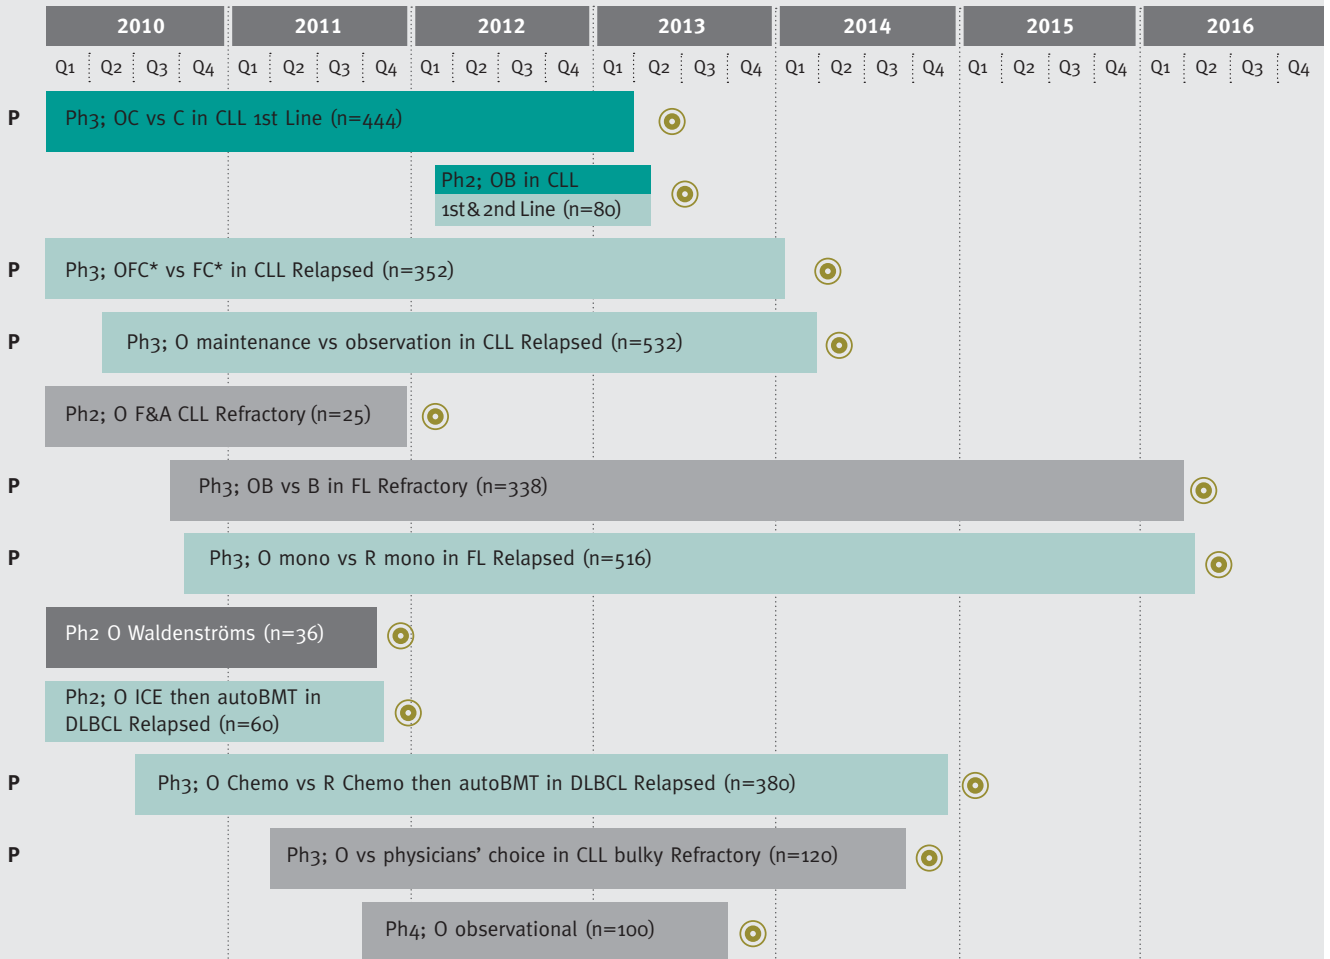 2010 2011 2012 2013 2014 2015 2016
Q1 Q2 Q3 Q4 Q1 Q2 Q3 Q4 Q1 Q2 Q3 Q4 Q1 Q2 Q3 Q4 Q1 Q2 Q3 Q4 Q1 Q2 Q3 Q4 Q1 Q2 Q3 Q4
P Ph3; OC vs C in CLL 1st Line (n=444)
Ph2; OB in CLL
1st&2nd Line (n=80)
P Ph3; OFC* vs FC* in CLL Relapsed (n=352)
P Ph3; O maintenance vs observation in CLL Relapsed (n=532)
Ph2; O F&A CLL Refractory (n=25)
P Ph3; OB vs B in FL Refractory (n=338)
P Ph3; O mono vs R mono in FL Relapsed (n=516)
Ph2 O Waldenströms (n=36)
Ph2; O ICE then autoBMT in
DLBCL Relapsed (n=60)
P Ph3; O Chemo vs R Chemo then autoBMT in DLBCL Relapsed (n=380)
P Ph3; O vs physicians’ choice in CLL bulky Refractory (n=120)
Ph4; O observational (n=100)